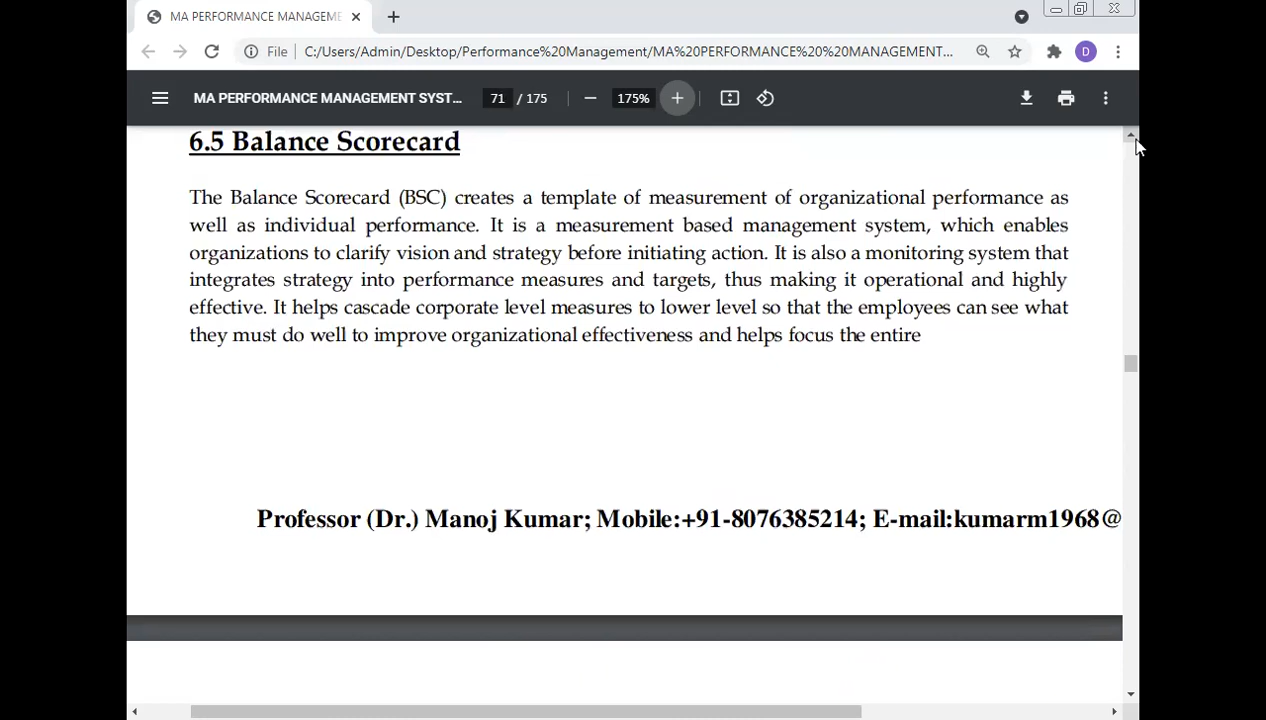 MA PERFORMANCE MANAGEME
File C:/Users/Admin/Desktop/Performance%20Management/MA%20PERFORMANCE%20%20MANAGEMENT...
D
MA PERFORMANCE MANAGEMENT SYST...
71 / 175
175%
6.5 Balance Scorecard
The Balance Scorecard (BSC) creates a template of measurement of organizational performance as
well as individual performance. It is a measurement based management system, which enables
organizations to clarify vision and strategy before initiating action. It is also a monitoring system that
integrates strategy into performance measures and targets, thus making it operational and highly
effective. It helps cascade corporate level measures to lower level so that the employees can see what
they must do well to improve organizational effectiveness and helps focus the entire
Professor (Dr.) Manoj Kumar; Mobile:+91-8076385214; E-mail:kumarm1968@